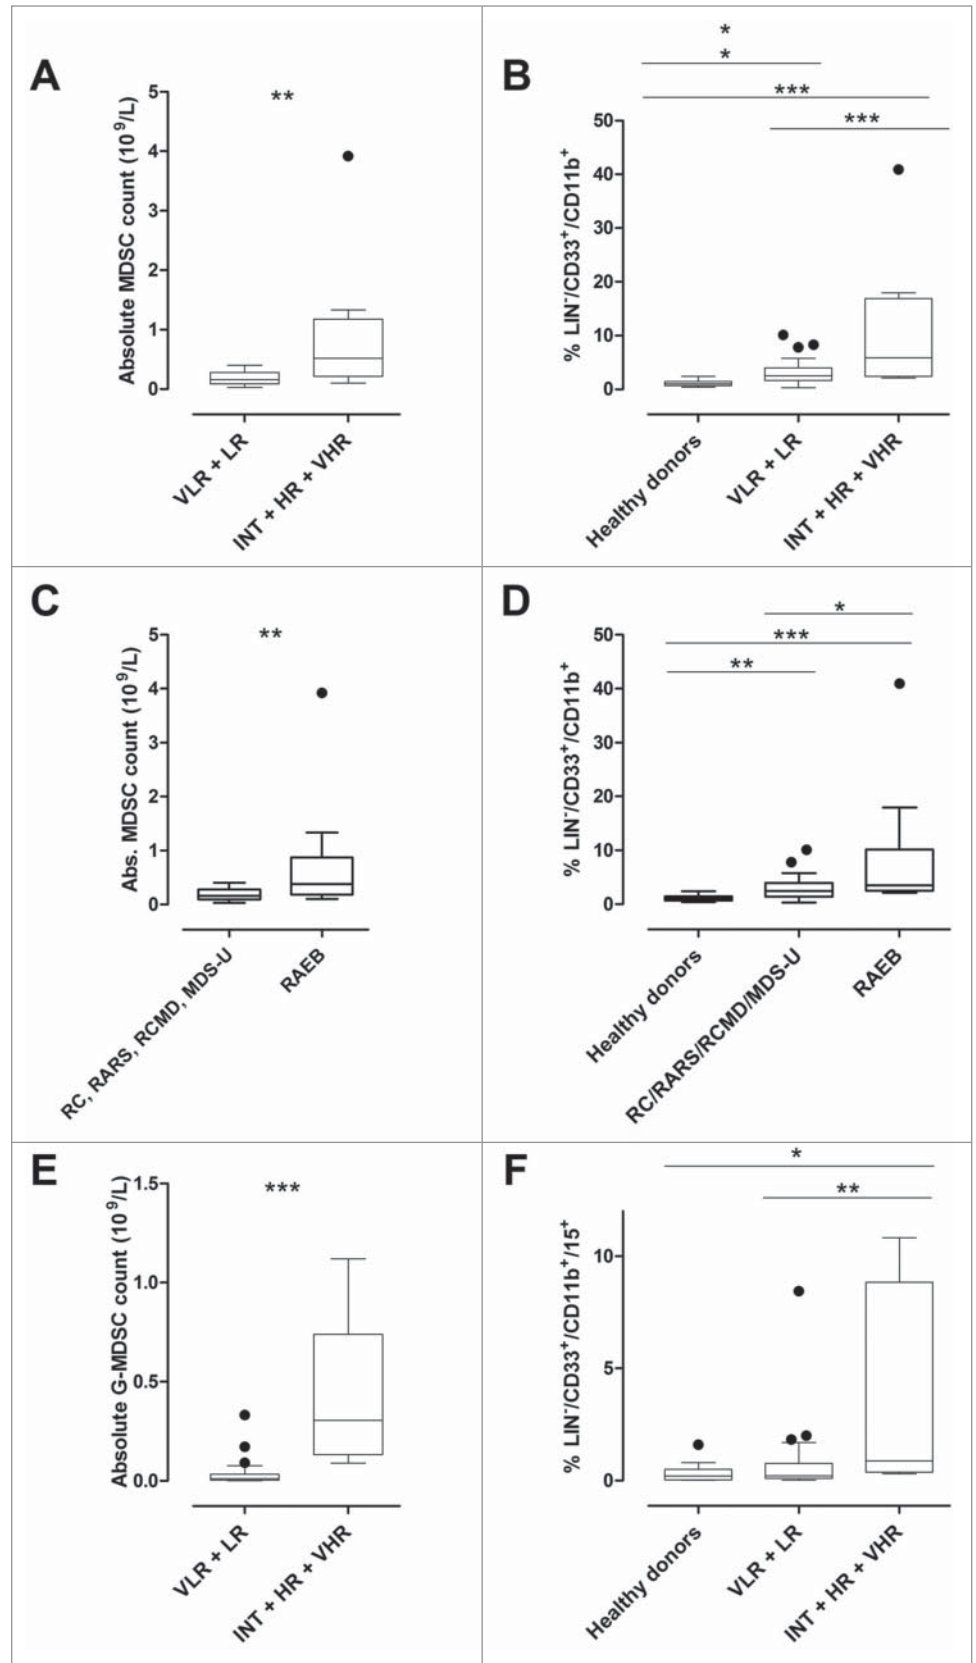 A
Absolute MDSC count (10⁹/L)
5
4
3
2
1
0
**
VLR + LR
INT + HR + VHR
B
*
*
***
***
% LIN⁻/CD33⁺/CD11b⁺
50
40
30
20
10
0
Healthy donors
VLR + LR
INT + HR + VHR
C
Abs. MDSC count (10⁹/L)
5
4
3
2
1
0
**
RC, RARS, RCMD, MDS-U
RAEB
D
*
***
**
% LIN⁻/CD33⁺/CD11b⁺
50
40
30
20
10
0
Healthy donors
RC/RARS/RCMD/MDS-U
RAEB
E
Absolute G-MDSC count (10⁹/L)
1.5
1.0
0.5
0.0
***
VLR + LR
INT + HR + VHR
F
*
**
% LIN⁻/CD33⁺/CD11b⁺/15⁺
10
5
0
Healthy donors
VLR + LR
INT + HR + VHR